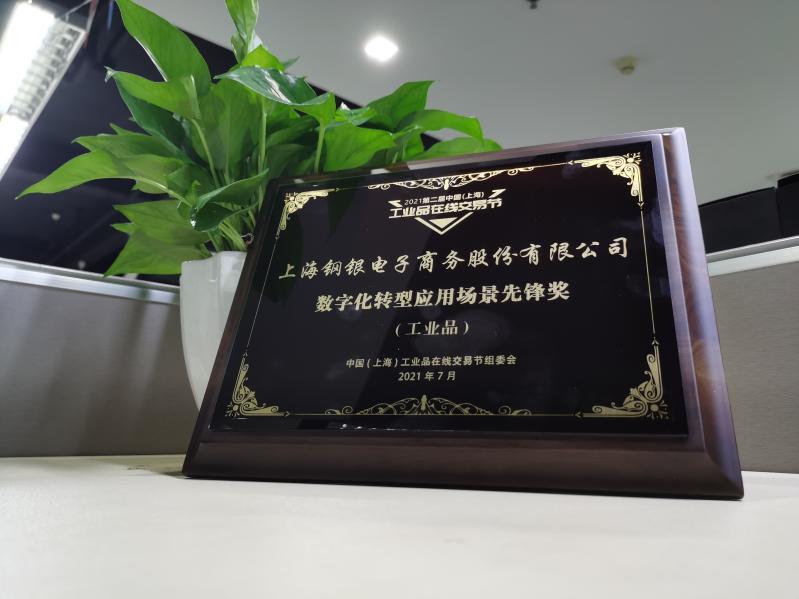 2021第二届中国(上海)
工业品在线交易节
上海钢银电子商务股份有限公司
数字化转型应用场景先锋奖
(工业品)
中国(上海)工业品在线交易节组委会
2021年7月